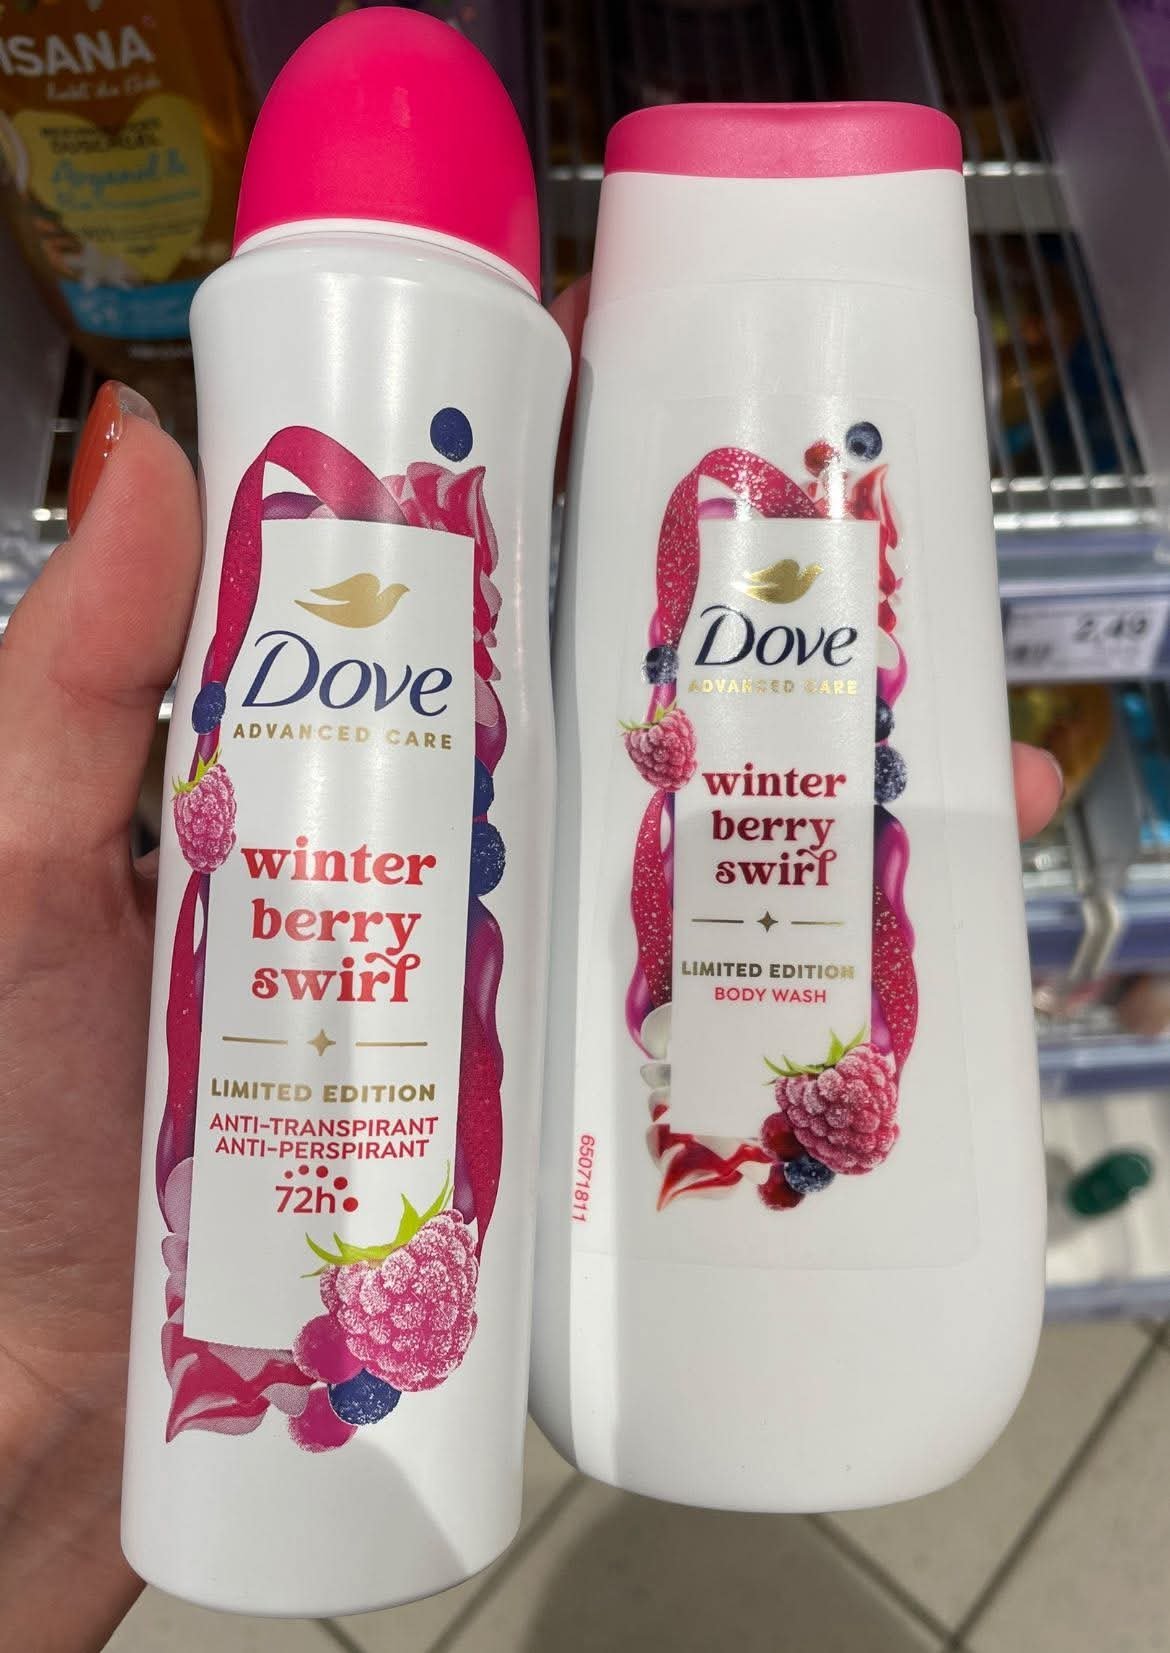 ISANA
DUSCHGEL
Dove
ADVANCED CARE
winter
berry
swirl
LIMITED EDITION
ANTI-TRANSPIRANT
ANTI-PERSPIRANT
72h
Dove
ADVANCED CARE
winter
berry
swirl
LIMITED EDITION
BODY WASH
65071811
2,49